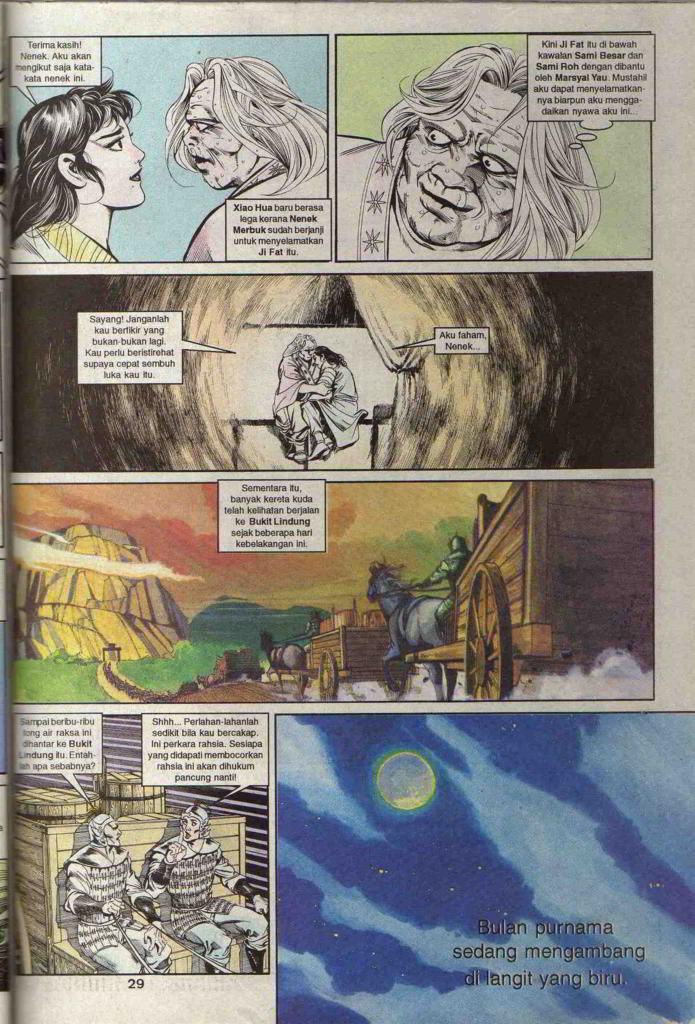 Terima kasih!
Nenek. Aku akan
mengikut saja kata-
kata nenek ini.
Xiao Hua baru berasa
lega kerana Nenek
Merbuk sudah berjanji
untuk menyelamatkan
Ji Fat itu.
Kini Ji Fat itu di bawah
kawalan Sami Besar dan
Sami Roh dengan dibantu
oleh Marsyal Yau. Mustahil
aku dapat menyelamatkan-
nya biarpun aku mengga-
daikan nyawa aku ini...
Sayang! Janganlah
kau berfikir yang
bukan-bukan lagi.
Kau perlu beristirehat
supaya cepat sembuh
luka kau itu.
Aku faham,
Nenek...
Sementara itu,
banyak kereta kuda
telah kelihatan berjalan
ke Bukit Lindung
sejak beberapa hari
kebelakangan ini.
Sampai beribu-ribu
tong air raksa ini
dihantar ke Bukit
Lindung itu. Entah-
lah apa sebabnya?
Shhh... Perlahan-lahanlah
sedikit bila kau bercakap.
Ini perkara rahsia. Sesiapa
yang didapati membocorkan
rahsia ini akan dihukum
pancung nanti!
Bulan purnama
sedang mengambang
di langit yang biru.
29